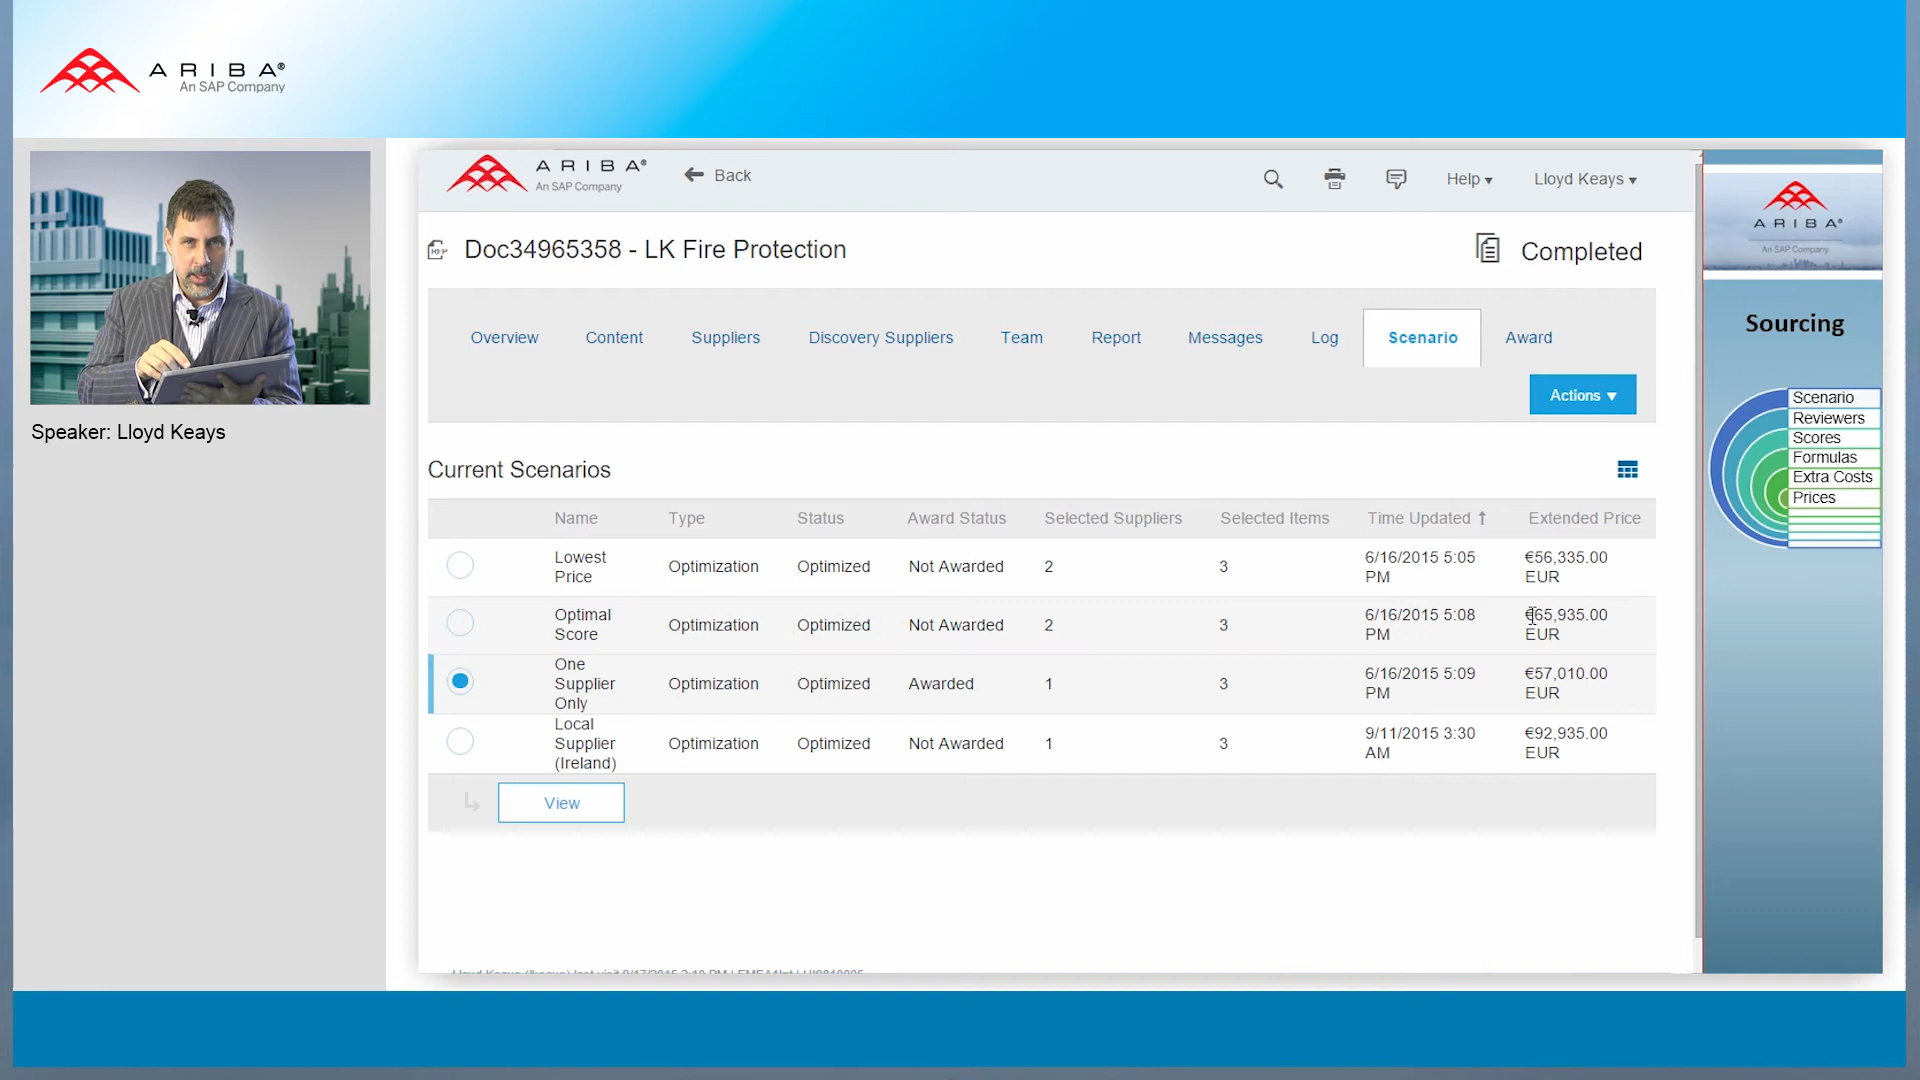 ARIBA®
An SAP Company
Speaker: Lloyd Keays
ARIBA®
An SAP Company
Back
Help
Lloyd Keays
Doc34965358 - LK Fire Protection
Completed
Overview Content Suppliers Discovery Suppliers Team Report Messages Log Scenario Award
Actions
Current Scenarios
Name Type Status Award Status Selected Suppliers Selected Items Time Updated ↑ Extended Price
Lowest
Price
Optimization Optimized Not Awarded 2 3
6/16/2015 5:05
PM
€56,335.00
EUR
Optimal
Score
Optimization Optimized Not Awarded 2 3
6/16/2015 5:08
PM
€65,935.00
EUR
One
Supplier
Only
Optimization Optimized Awarded 1 3
6/16/2015 5:09
PM
€57,010.00
EUR
Local
Supplier
(Ireland)
Optimization Optimized Not Awarded 1 3
9/11/2015 3:30
AM
€92,935.00
EUR
View
ARIBA®
An SAP Company
Sourcing
Scenario
Reviewers
Scores
Formulas
Extra Costs
Prices